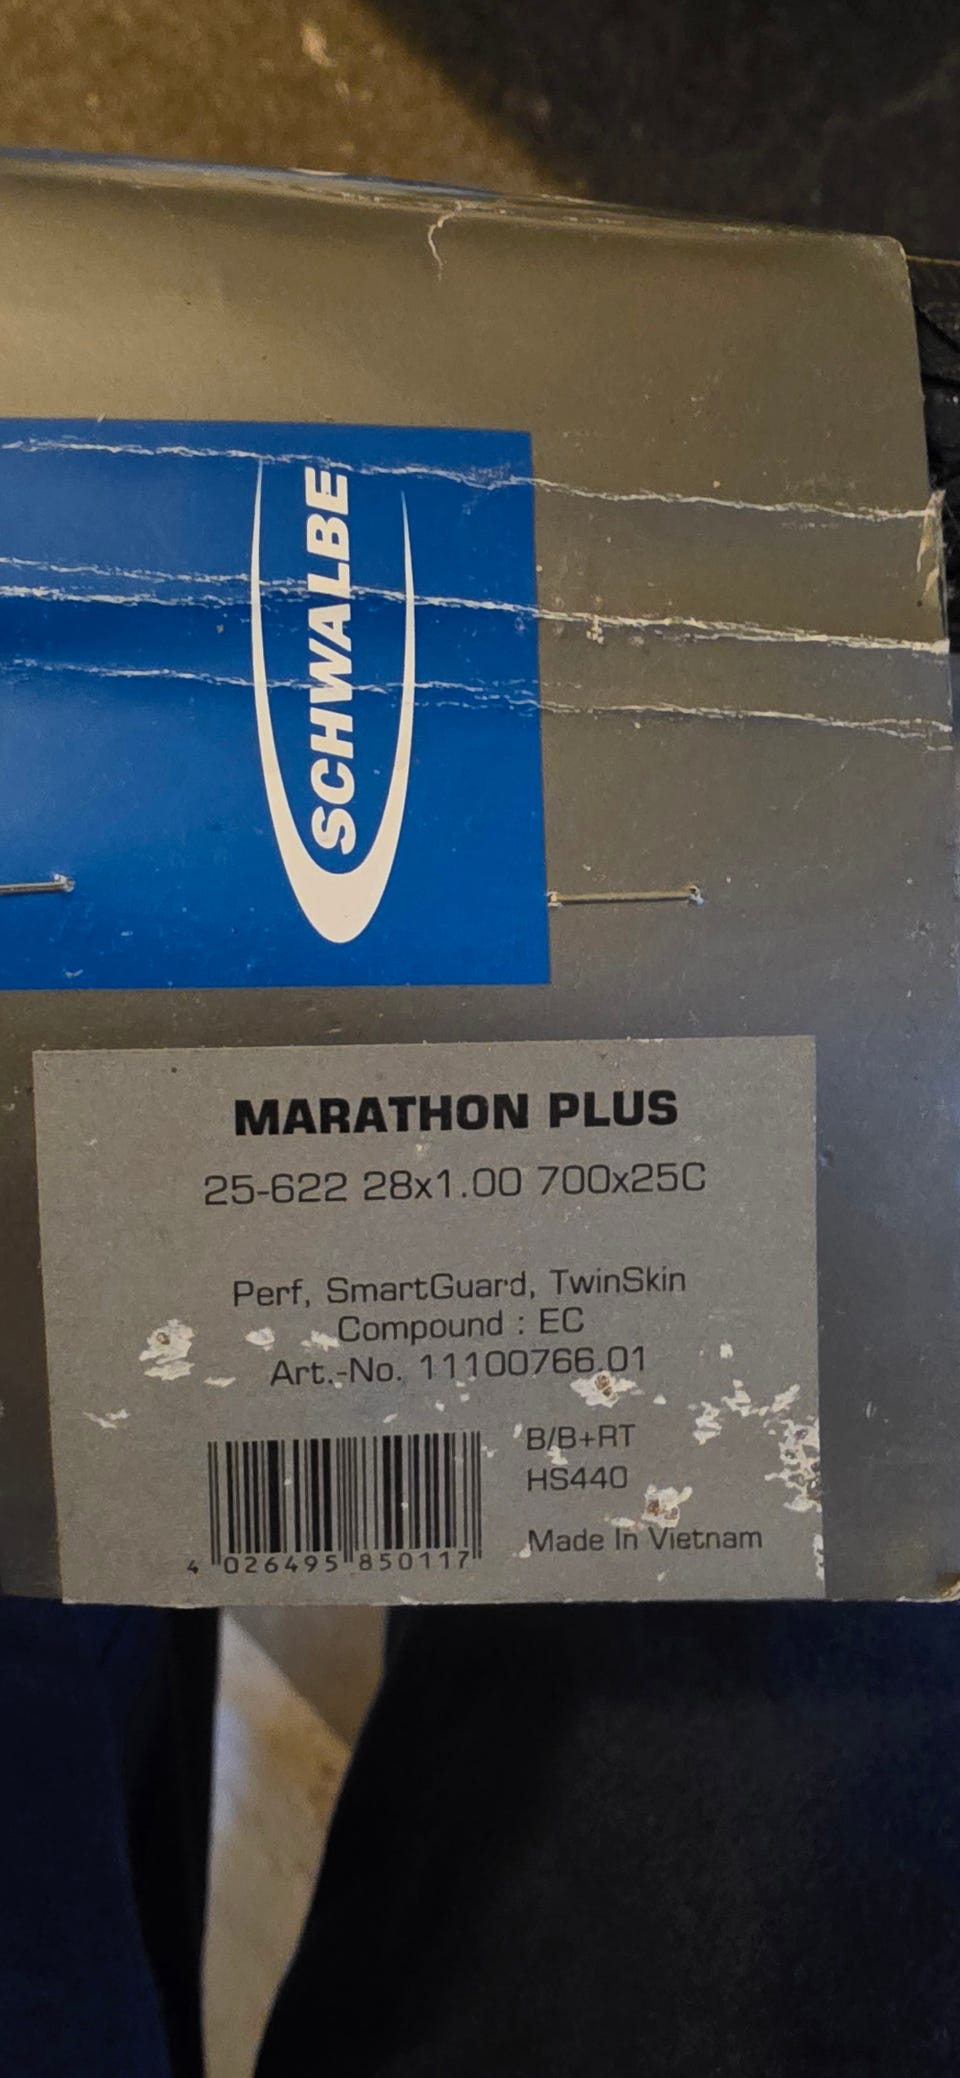 SCHWALBE
MARATHON PLUS
25-622 28x1.00 700x25C
Perf, SmartGuard, TwinSkin
Compound : EC
Art.-No. 11100766.01
B/B+RT
HS440
Made In Vietnam
4 026495 850117